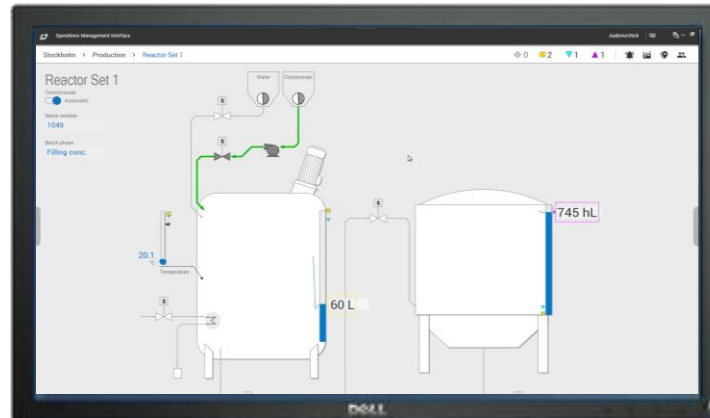 Operations Management Interface
Stockholm > Production > Reactor Set 1
0 2 1 1
Reactor Set 1
Control mode
Automatic
Batch number
1049
Batch phase
Filling conc.
Water
Concentrate
S
S
S
745 hL
20.1
°C
Temperature
S
60 L
DELL